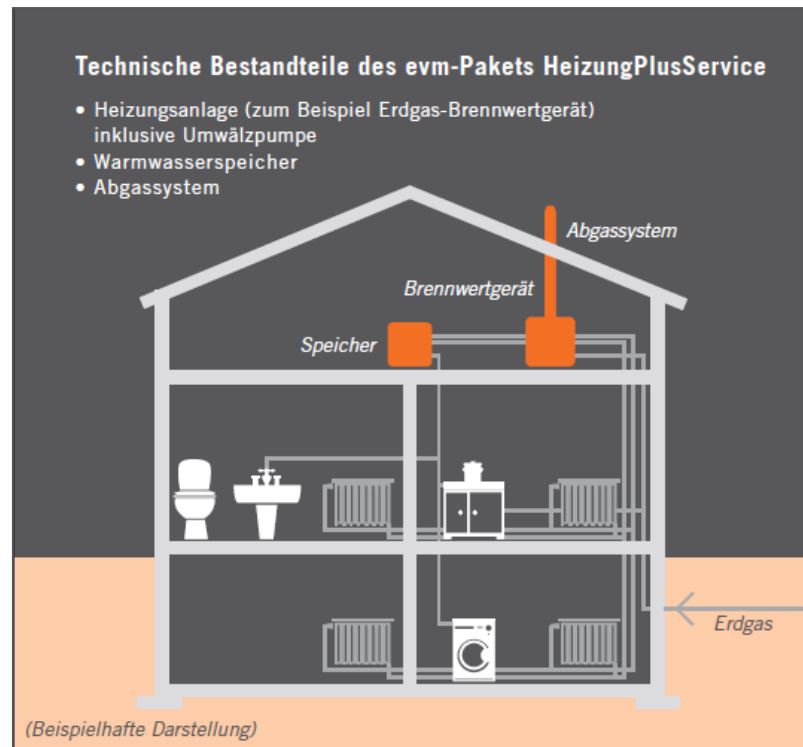 Technische Bestandteile des evm-Pakets HeizungPlusService
• Heizungsanlage (zum Beispiel Erdgas-Brennwertgerät)
inklusive Umwälzpumpe
• Warmwasserspeicher
• Abgassystem
Abgassystem
Brennwertgerät
Speicher
Erdgas
(Beispielhafte Darstellung)